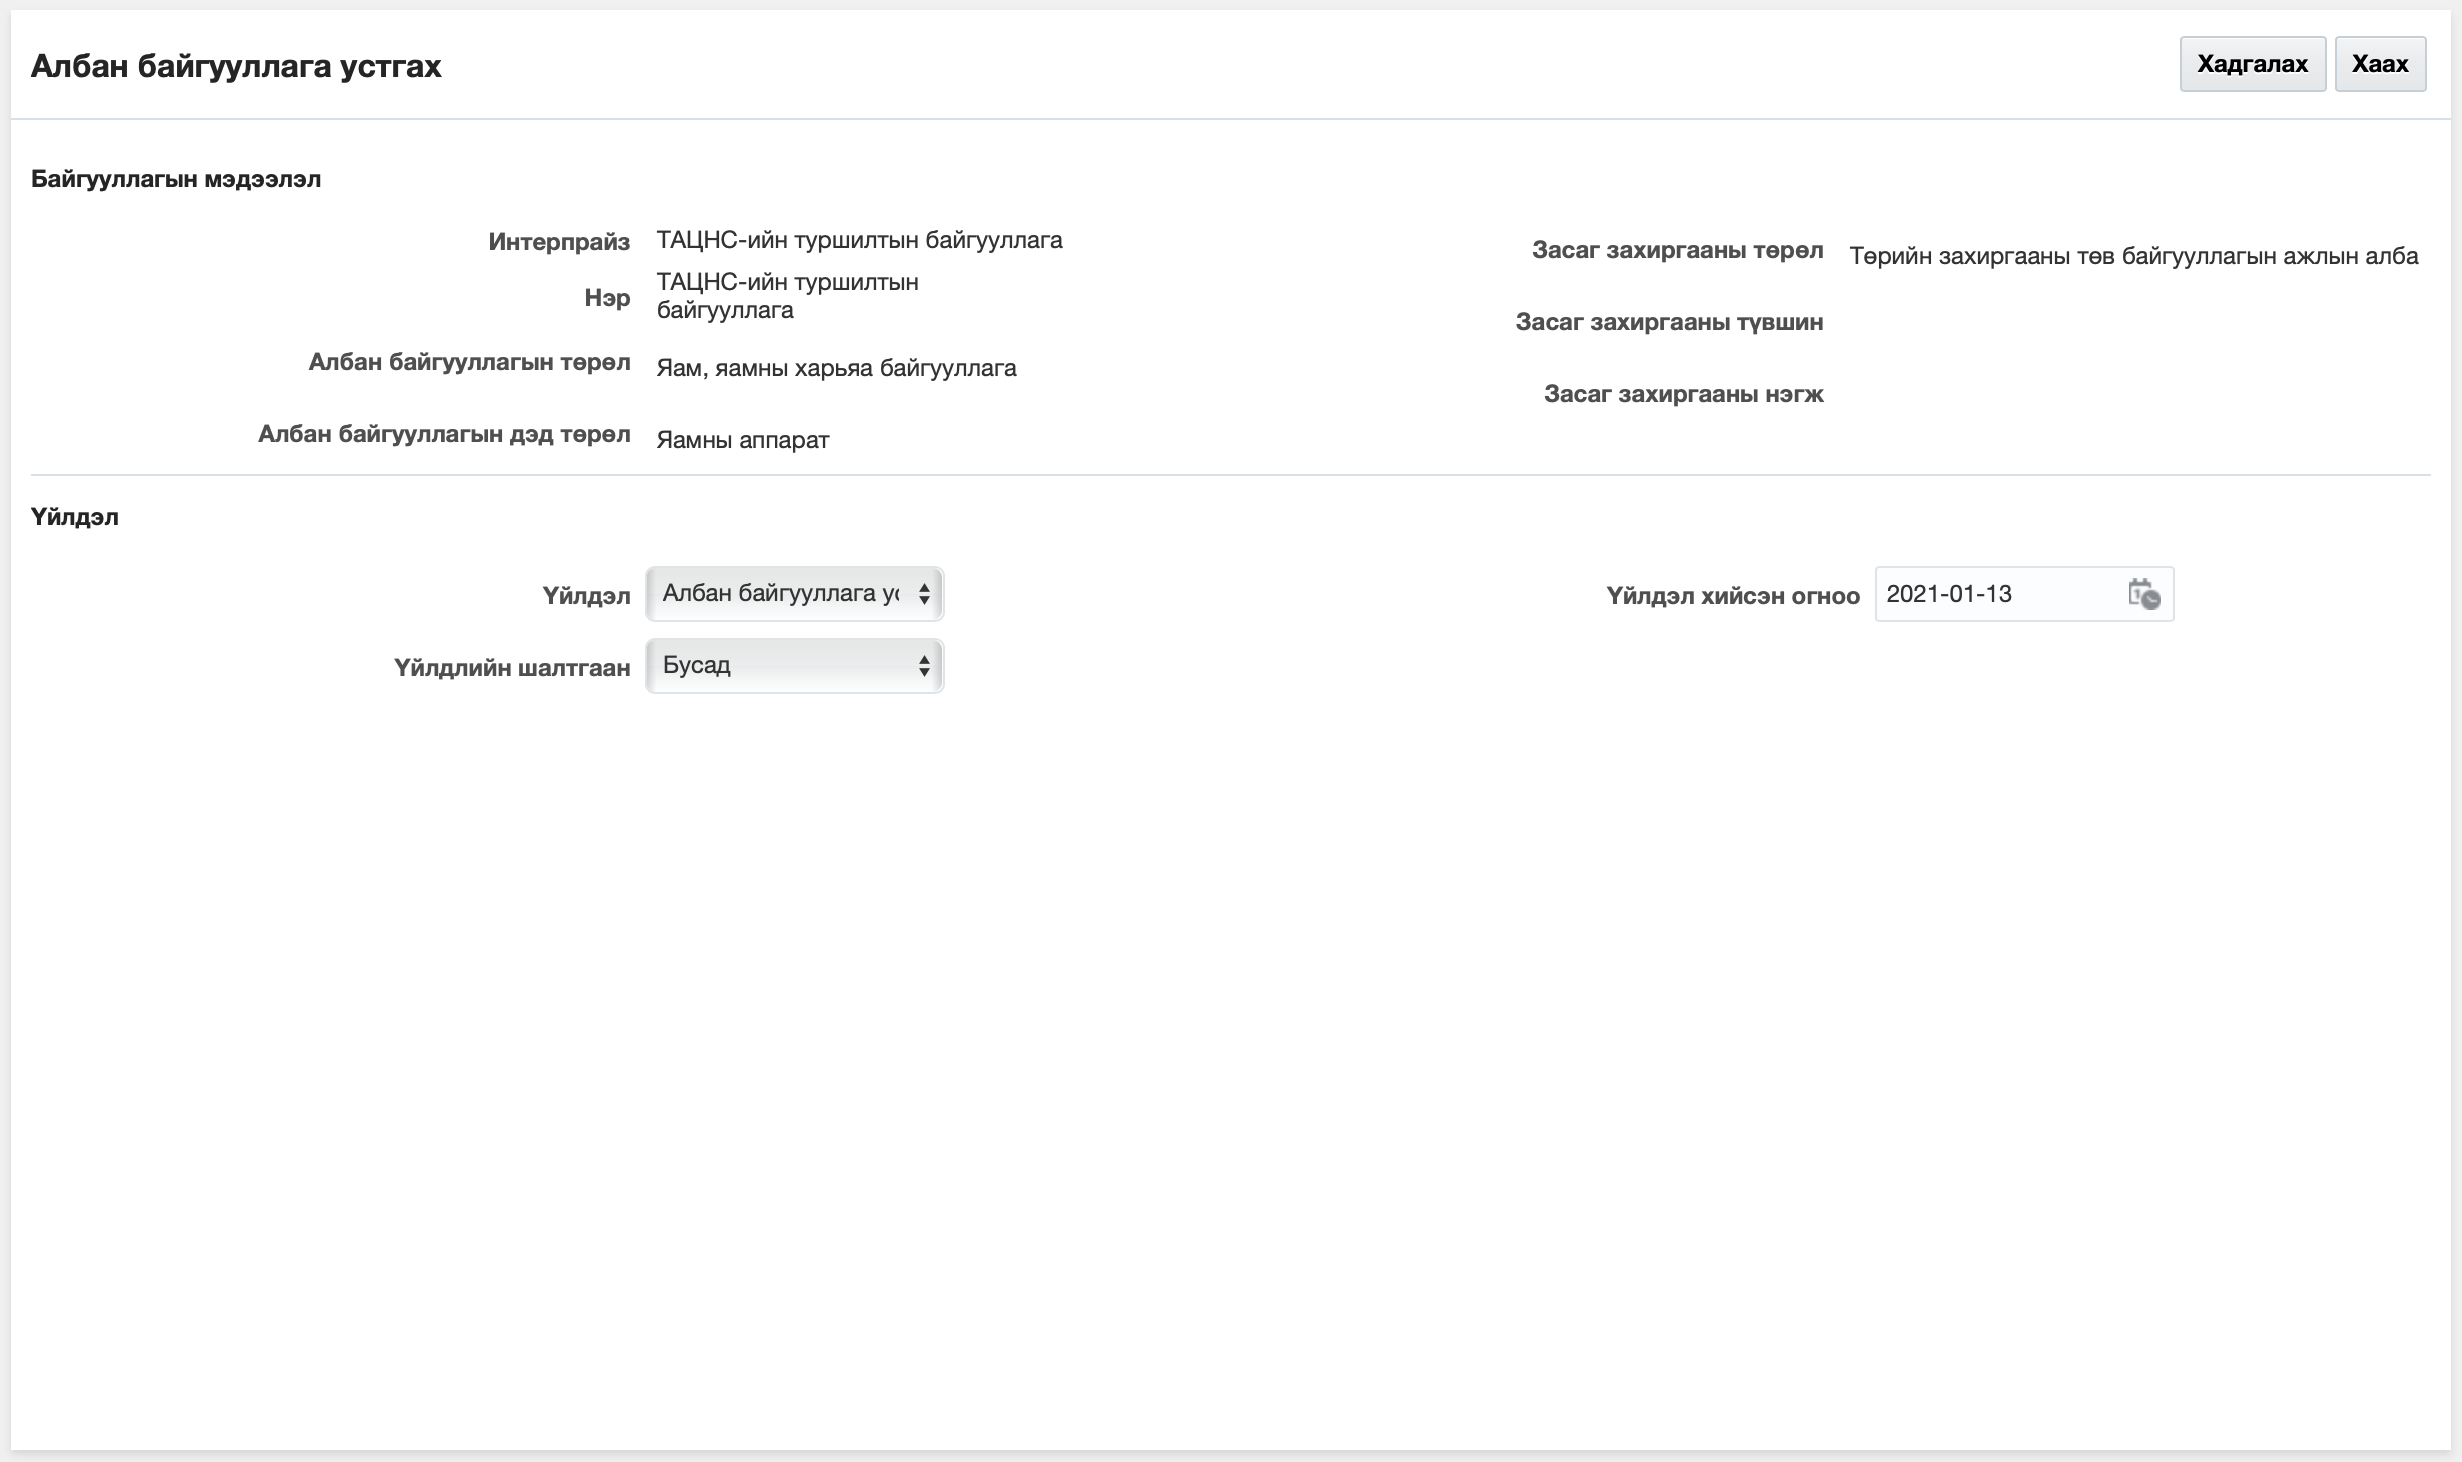 Албан байгууллага устгах
Хадгалах
Хаах
Байгууллагын мэдээлэл
Интерпрайз ТАЦНС-ийн туршилтын байгууллага
Нэр ТАЦНС-ийн туршилтын
байгууллага
Албан байгууллагын төрөл Яам, яамны харьяа байгууллага
Албан байгууллагын дэд төрөл Яамны аппарат
Засаг захиргааны төрөл Төрийн захиргааны төв байгууллагын ажлын алба
Засаг захиргааны түвшин
Засаг захиргааны нэгж
Үйлдэл
Үйлдэл Албан байгууллага
Үйлдлийн шалтгаан Бусад
Үйлдэл хийсэн огноо 2021-01-13